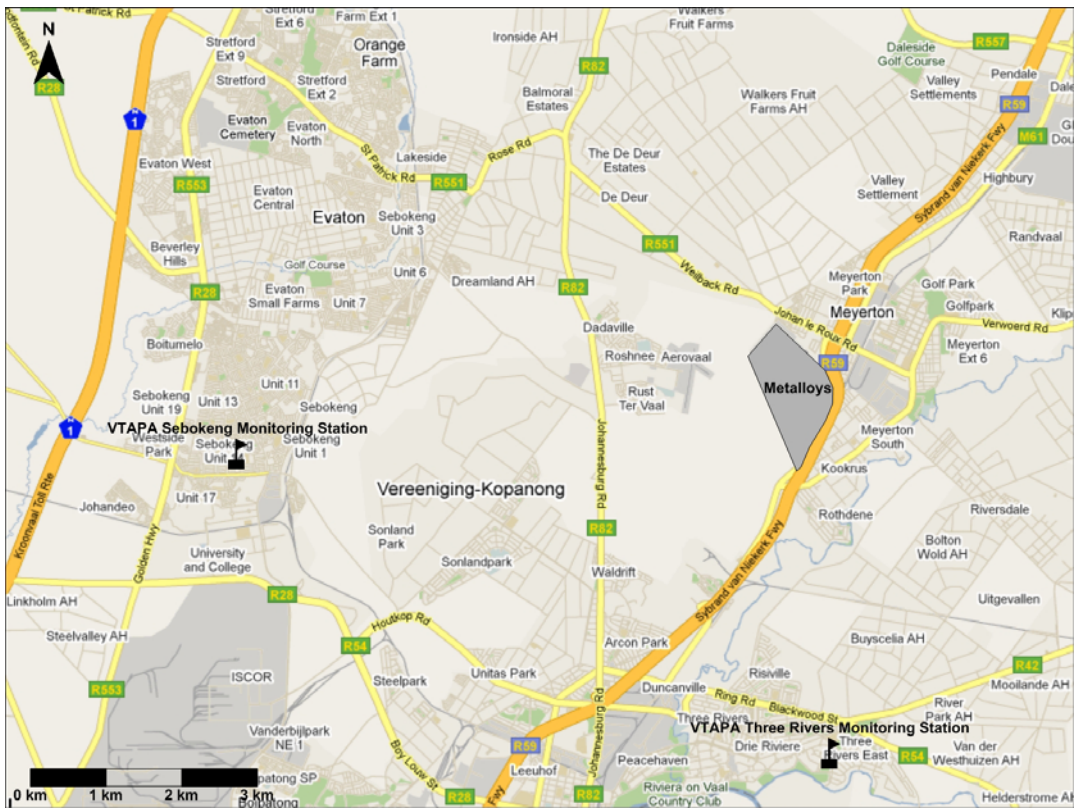 St Patrick Rd
Stretford
Ext 6
Farm Ext 1
Walkers
Fruit Farms
N
Ironside AH
Orange
Farm
Stretford
Ext 9
R557
Daleside
Golf Course
R82
Pendale
Stretford
Stretford
Ext 2
R28
Balmoral
Estates
Walkers Fruit
Farms AH
Valley
Settlements
R59
1
Evaton
Cemetery
Evaton
North
M61
St Patrick Rd
Lakeside
Rose Rd
The De Deur
Estates
Sybrand van Niekerk Fwy
Evaton West
R553
R551
Valley
Settlement
Highbury
Evaton
Central
De Deur
Evaton
Sebokeng
Unit 3
Randvaal
R551
Beverley
Hills
Golf Course
Unit 6
Dreamland AH
Welback Rd
Meyerton
Park
Golf Park
R28
Evaton
Small Farms
Unit 7
R82
Meyerton
Golfpark
Johan le Roux Rd
Verwoerd Rd
Dadaville
Boitumelo
Roshnee
Aerovaal
Meyerton
Ext 6
R59
Unit 11
Rust
Ter Vaal
Metalloys
Sebokeng
Unit 19
Unit 13
Sebokeng
1
VTAPA Sebokeng Monitoring Station
Westside
Park
Sebokeng
Unit
Sebokeng
Unit 1
Johannesburg Rd
Meyerton
South
Kookrus
Unit 17
Vereeniging-Kopanong
Johandeo
Kroonvaal Toll Rte
Golden Hwy
Sonland
Park
R82
Rothdene
Riversdale
Bolton
Wold AH
University
and College
Sonlandpark
Waldrift
Sybrand van Niekerk Fwy
R28
Linkholm AH
Uitgevallen
Houtkop Rd
Steelvalley AH
R54
Arcon Park
Buyscelia AH
R42
ISCOR
Steelpark
Unitas Park
Risiville
R553
Duncanville
Ring Rd
Blackwood St
Mooilande AH
Three Rivers
River
Park AH
Vanderbijlpark
NE 1
Boy Louw St
Johannesburg Rd
VTAPA Three Rivers Monitoring Station
R59
Drie Riviere
Three
Rivers East
R54
Van der
Westhuizen AH
Leeuhof
Peacehaven
Riviera on Vaal
Country Club
R28
Fwy
R82
Helderstrome AH
0 km
1 km
2 km
3 km